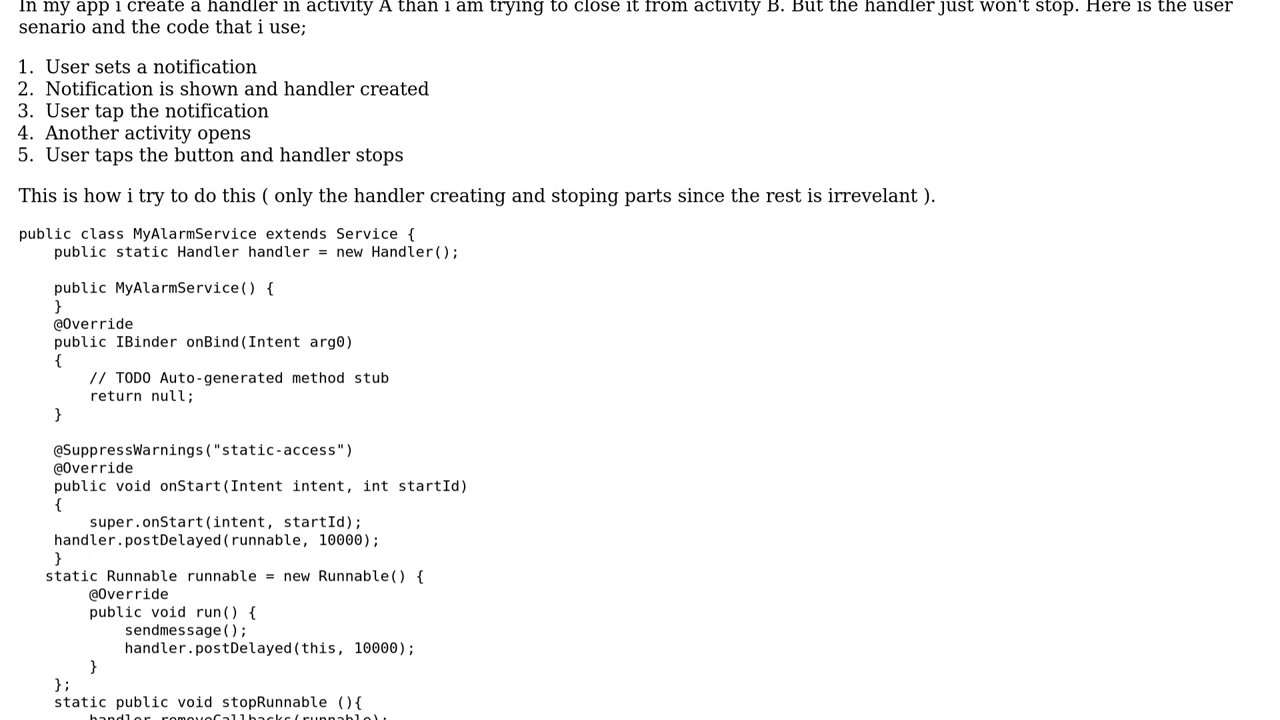 In my app i create a handler in activity A than i am trying to close it from activity B. But the handler just won't stop. Here is the user
senario and the code that i use;
1. User sets a notification
2. Notification is shown and handler created
3. User tap the notification
4. Another activity opens
5. User taps the button and handler stops
This is how i try to do this ( only the handler creating and stoping parts since the rest is irrevelant ).
public class MyAlarmService extends Service {
    public static Handler handler = new Handler();
    public MyAlarmService() {
    }
    @Override
    public IBinder onBind(Intent arg0)
    {
        // TODO Auto-generated method stub
        return null;
    }
    @SuppressWarnings("static-access")
    @Override
    public void onStart(Intent intent, int startId)
    {
        super.onStart(intent, startId);
    handler.postDelayed(runnable, 10000);
    }
   static Runnable runnable = new Runnable() {
        @Override
        public void run() {
            sendmessage();
            handler.postDelayed(this, 10000);
        }
    };
    static public void stopRunnable (){
        handler.removeCallbacks(runnable);